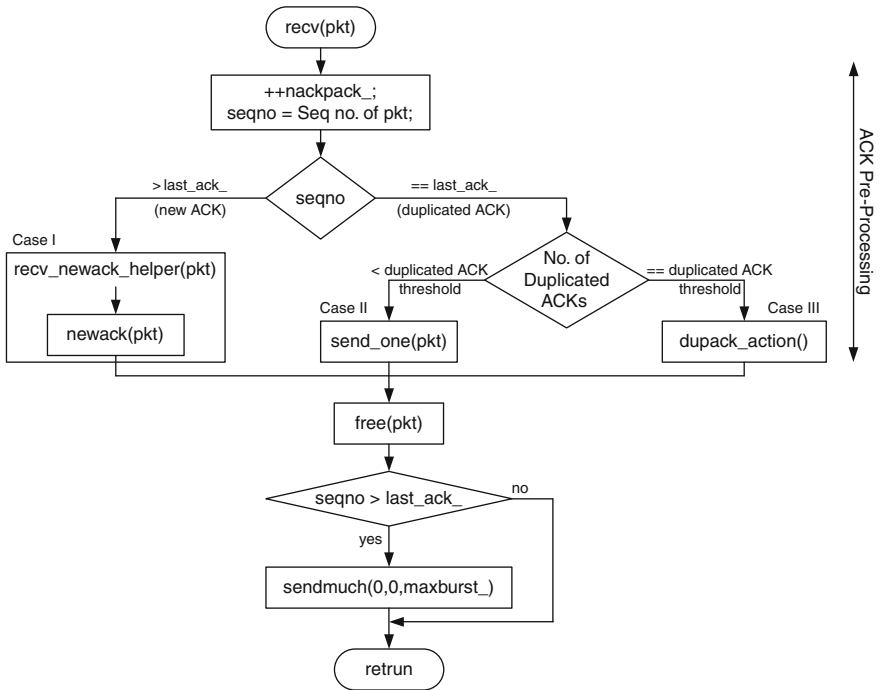 recv(pkt)
++nackpack_;
seqno = Seq no. of pkt;
> last_ack_
(new ACK)
seqno
== last_ack_
(duplicated ACK)
Case I
recv_newack_helper(pkt)
newack(pkt)
No. of
Duplicated
ACKs
< duplicated ACK
threshold
== duplicated ACK
threshold
Case II
send_one(pkt)
Case III
dupack_action()
ACK Pre-Processing
free(pkt)
seqno > last_ack_
no
yes
sendmuch(0,0,maxburst_)
retrun